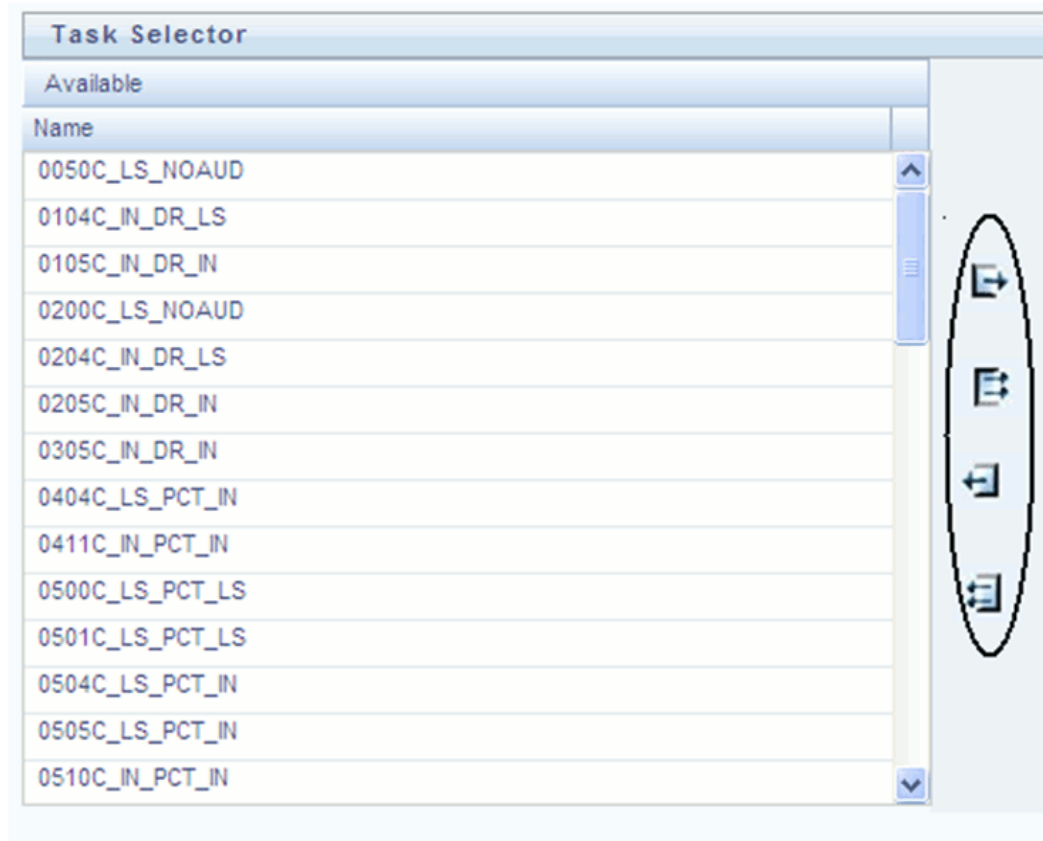 Task Selector
Available
Name
0050C_LS_NOAUD
0104C_IN_DR_LS
0105C_IN_DR_IN
0200C_LS_NOAUD
0204C_IN_DR_LS
0205C_IN_DR_IN
0305C_IN_DR_IN
0404C_LS_PCT_IN
0411C_IN_PCT_IN
0500C_LS_PCT_LS
0501C_LS_PCT_LS
0504C_LS_PCT_IN
0505C_LS_PCT_IN
0510C_IN_PCT_IN